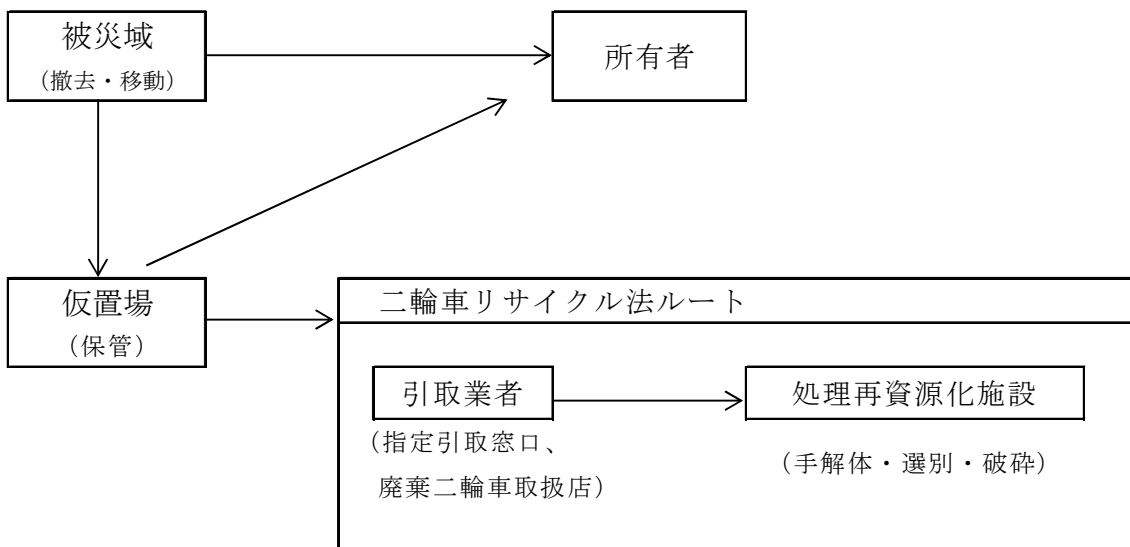 被災域
（撤去・移動）
所有者
仮置場
（保管）
二輪車リサイクル法ルート
引取業者
処理再資源化施設
（指定引取窓口、
廃棄二輪車取扱店）
（手解体・選別・破砕）